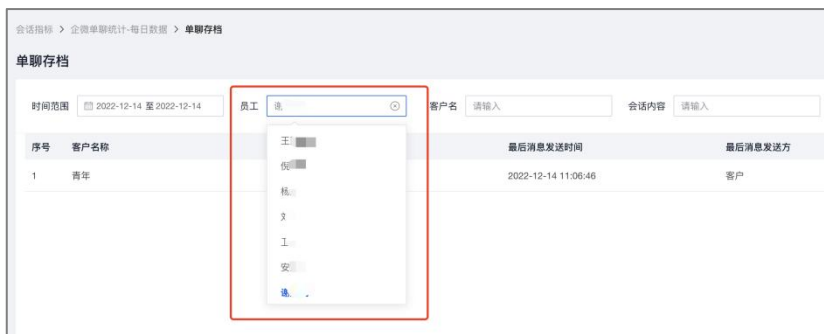 会话指标 > 企微单聊统计-每日数据 > 单聊存档
单聊存档
时间范围 2022-12-14 至 2022-12-14 员工 客户名 请输入 会话内容 请输入
序号 客户名称 最后消息发送时间 最后消息发送方
1 青年 2022-12-14 11:06:46 客户
王
倪
杨
刘
安